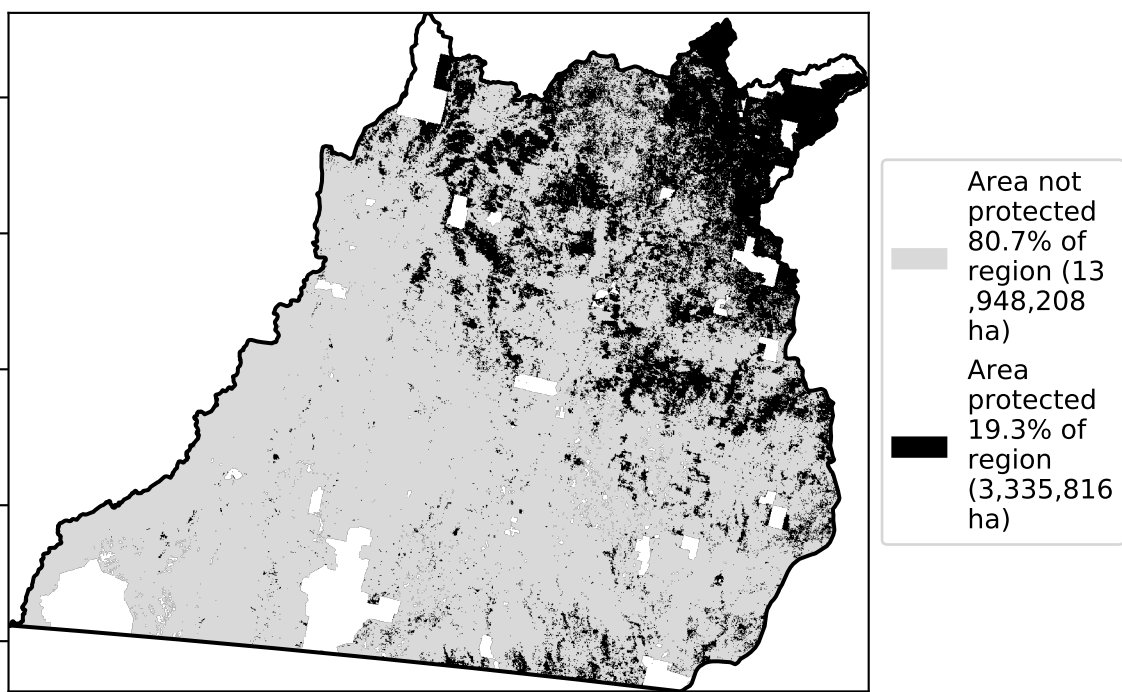 Area not
protected
80.7% of
region (13
,948,208
ha)
Area
protected
19.3% of
region
(3,335,816
ha)